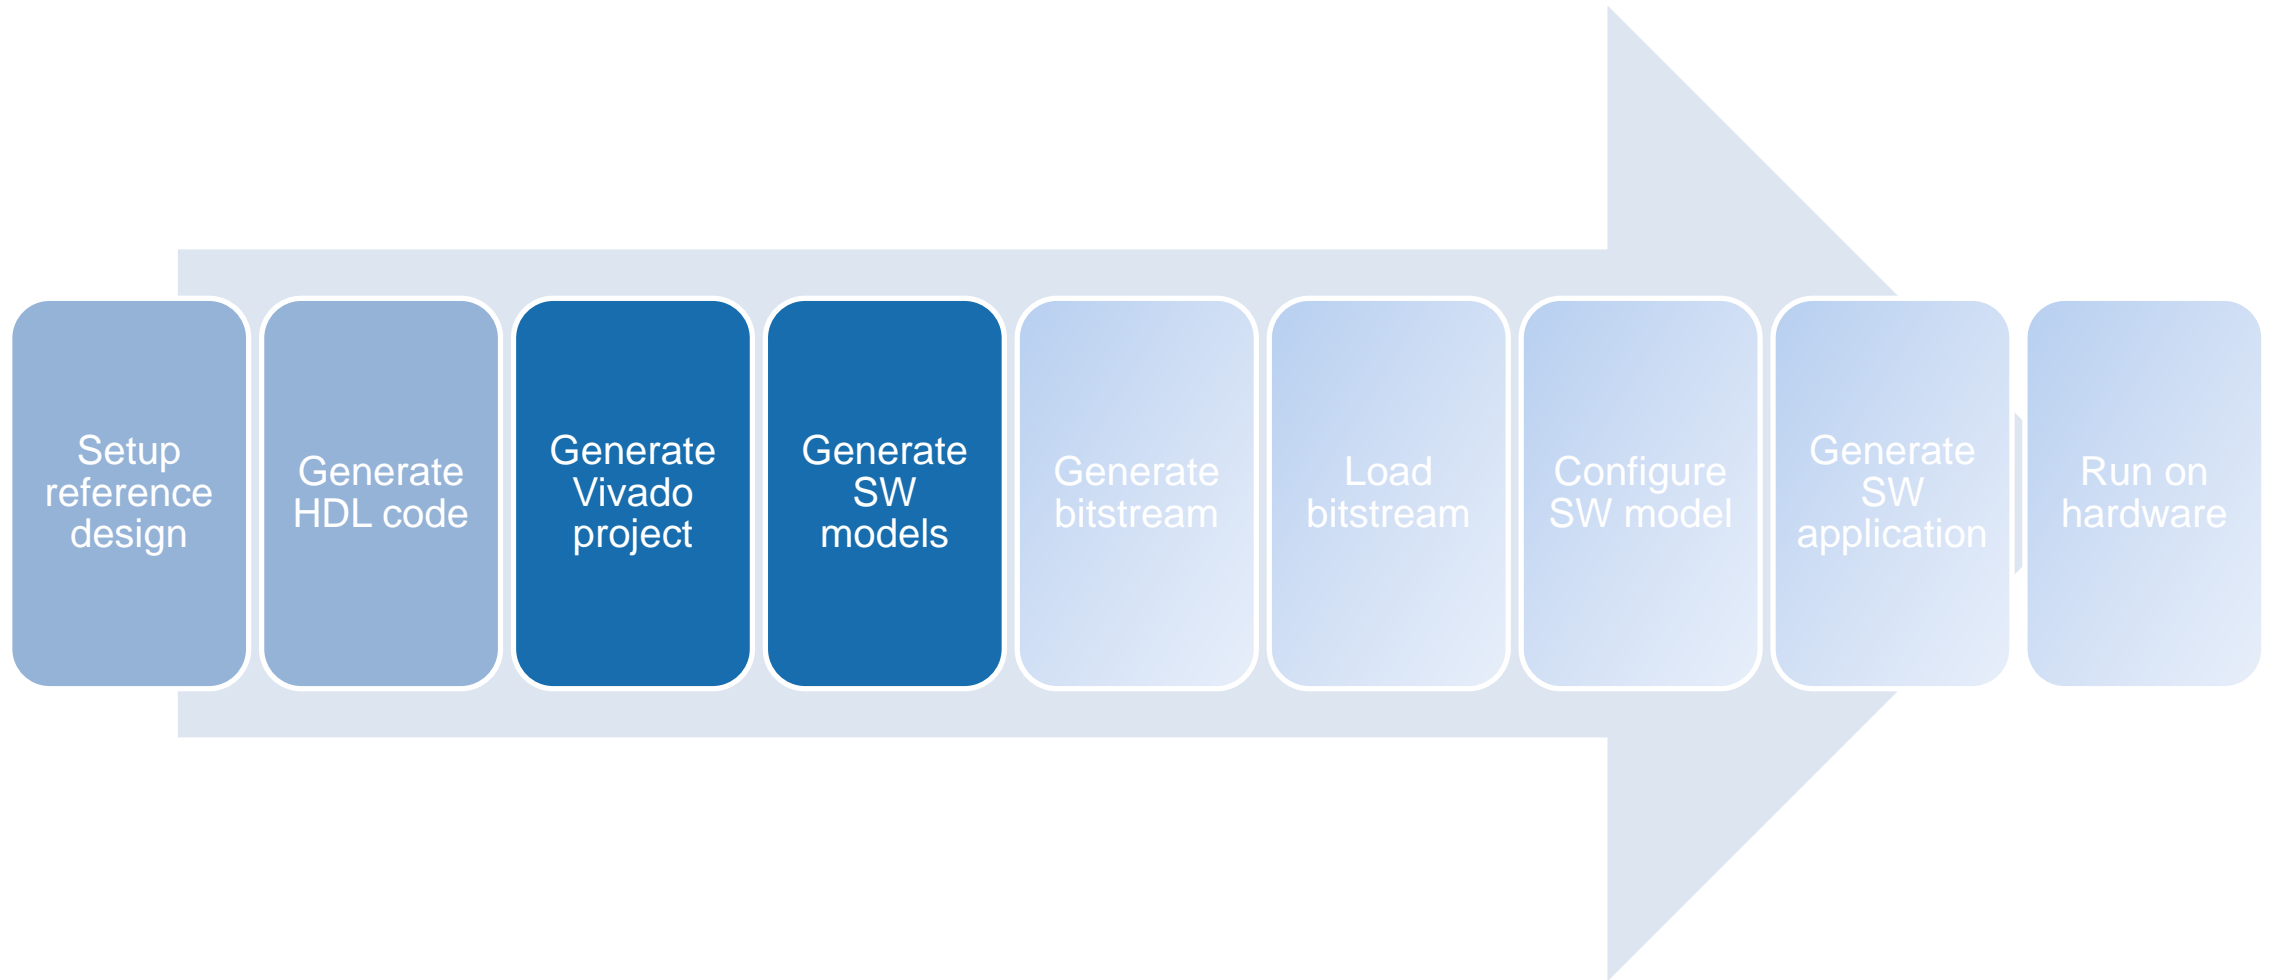 Setup
reference
design
Generate
HDL code
Generate
Vivado
project
Generate
SW
models
Generate
bitstream
Load
bitstream
Configure
SW model
Generate
SW
application
Run on
hardware